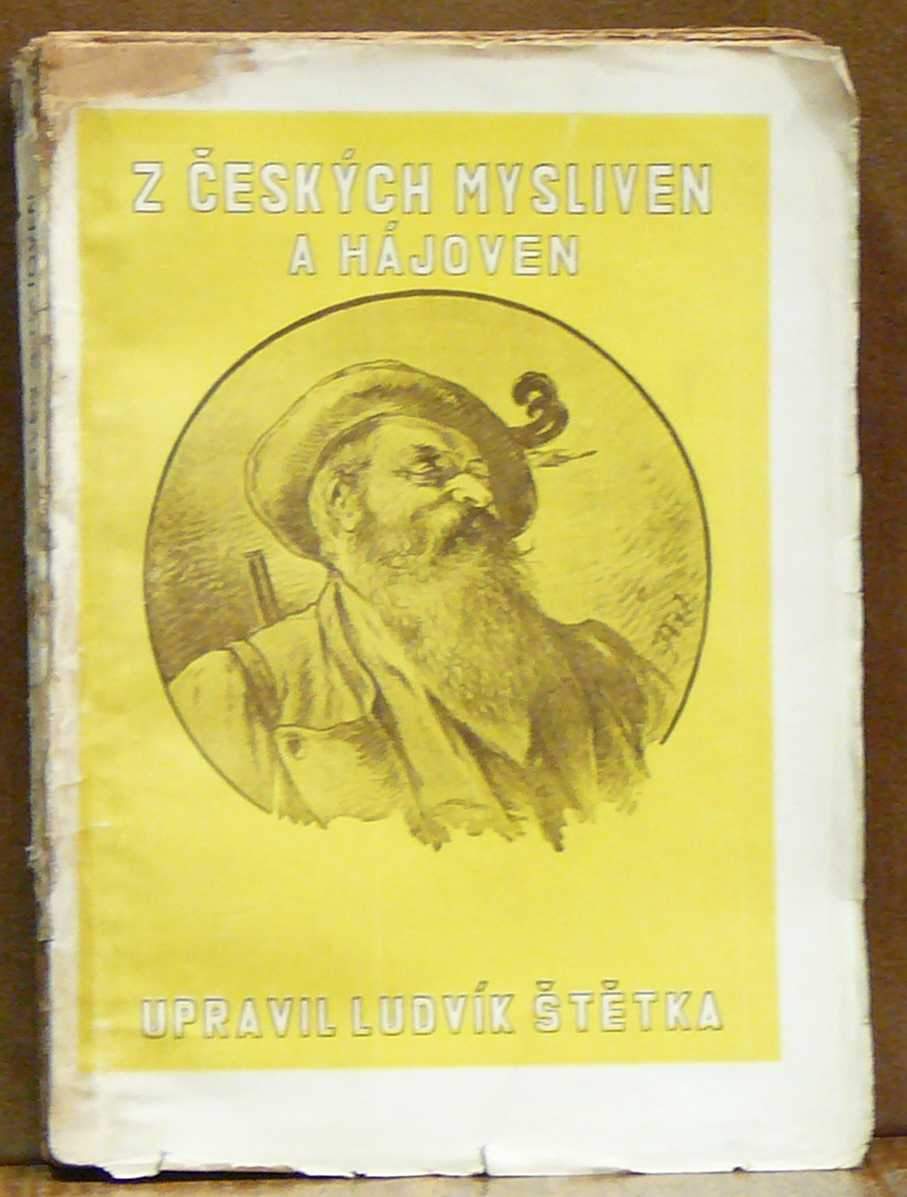 Z ČESKÝCH MYSLIVEN
A HÁJOVEN
UPRAVIL LUDVÍK ŠTĚTKA